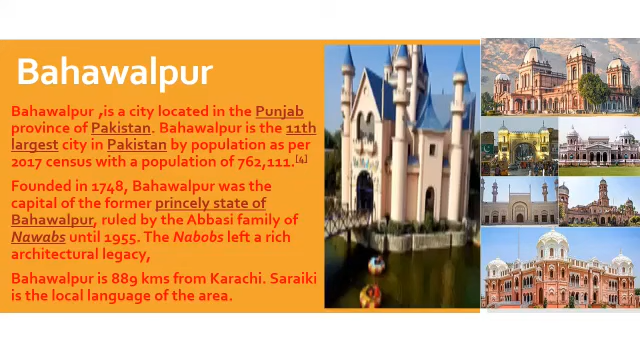 Bahawalpur
Bahawalpur ,is a city located in the Punjab
province of Pakistan. Bahawalpur is the 11th
largest city in Pakistan by population as per
2017 census with a population of 762,111.[4]
Founded in 1748, Bahawalpur was the
capital of the former princely state of
Bahawalpur, ruled by the Abbasi family of
Nawabs until 1955. The Nabobs left a rich
architectural legacy,
Bahawalpur is 889 kms from Karachi. Saraiki
is the local language of the area.